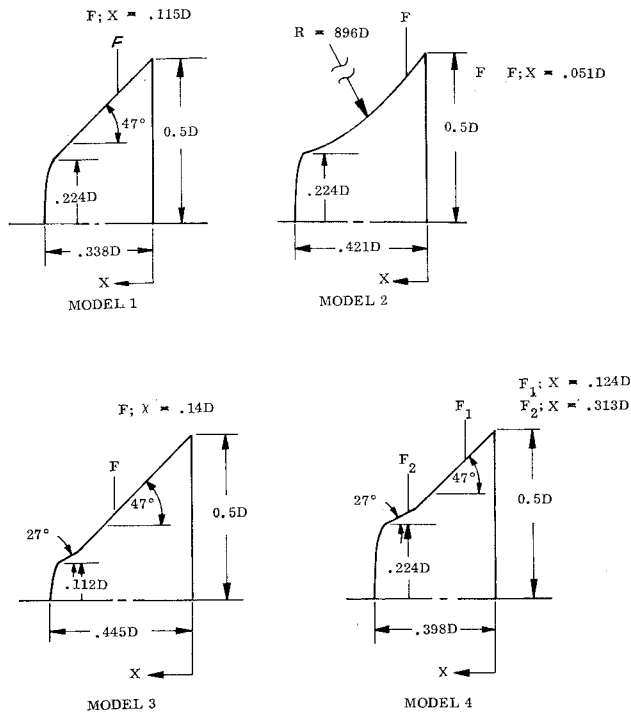 F; X = .115D
F
47°
0.5D
.224D
.338D
X
MODEL 1
R = 896D
F
F F; X = .051D
0.5D
.224D
.421D
X
MODEL 2
F; X = .14D
F
47°
27°
0.5D
.112D
.445D
X
MODEL 3
F1; X = .124D
F2; X = .313D
F1
F2
47°
27°
0.5D
.224D
.398D
X
MODEL 4